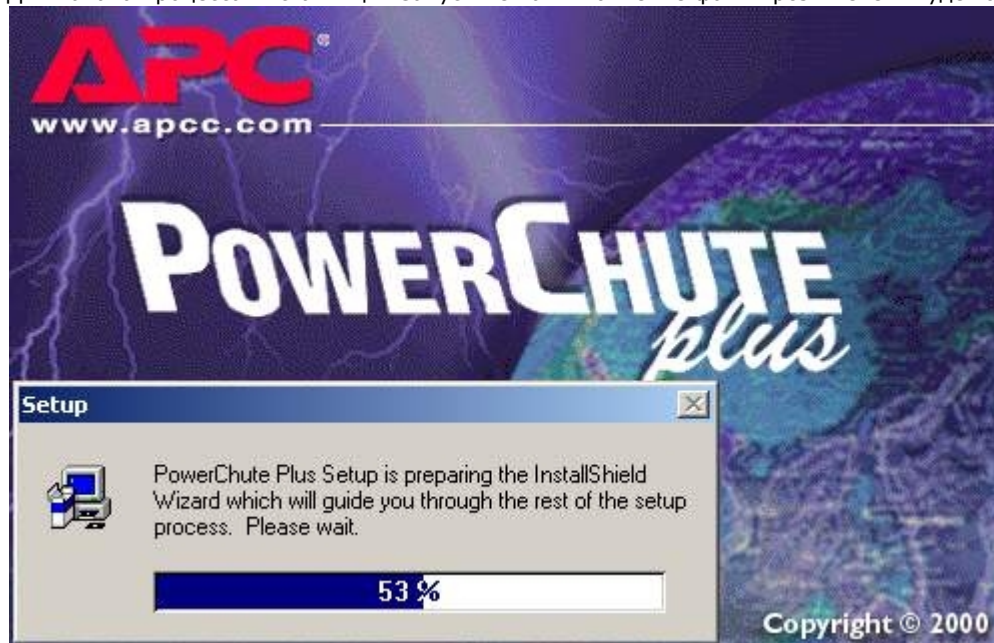 APC®
www.apcc.com
POWERCHUTE
plus
Setup
PowerChute Plus Setup is preparing the InstallShield
Wizard which will guide you through the rest of the setup
process. Please wait.
53 %
Copyright © 2000